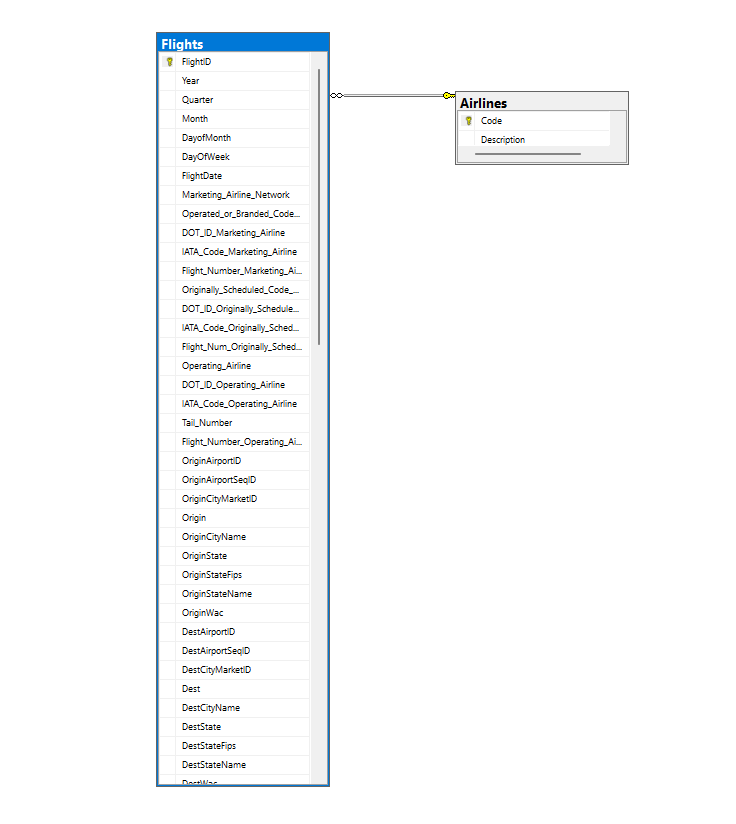 Flights
FlightID
Year
Quarter
Month
DayofMonth
DayOfWeek
FlightDate
Marketing_Airline_Network
Operated_or_Branded_Code...
DOT_ID_Marketing_Airline
IATA_Code_Marketing_Airline
Flight_Number_Marketing_Ai...
Originally_Scheduled_Code_...
DOT_ID_Originally_Schedule...
IATA_Code_Originally_Sched...
Flight_Num_Originally_Sched...
Operating_Airline
DOT_ID_Operating_Airline
IATA_Code_Operating_Airline
Tail_Number
Flight_Number_Operating_Ai...
OriginAirportID
OriginAirportSeqID
OriginCityMarketID
Origin
OriginCityName
OriginState
OriginStateFips
OriginStateName
OriginWac
DestAirportID
DestAirportSeqID
DestCityMarketID
Dest
DestCityName
DestState
DestStateFips
DestStateName
DestWac
Airlines
Code
Description